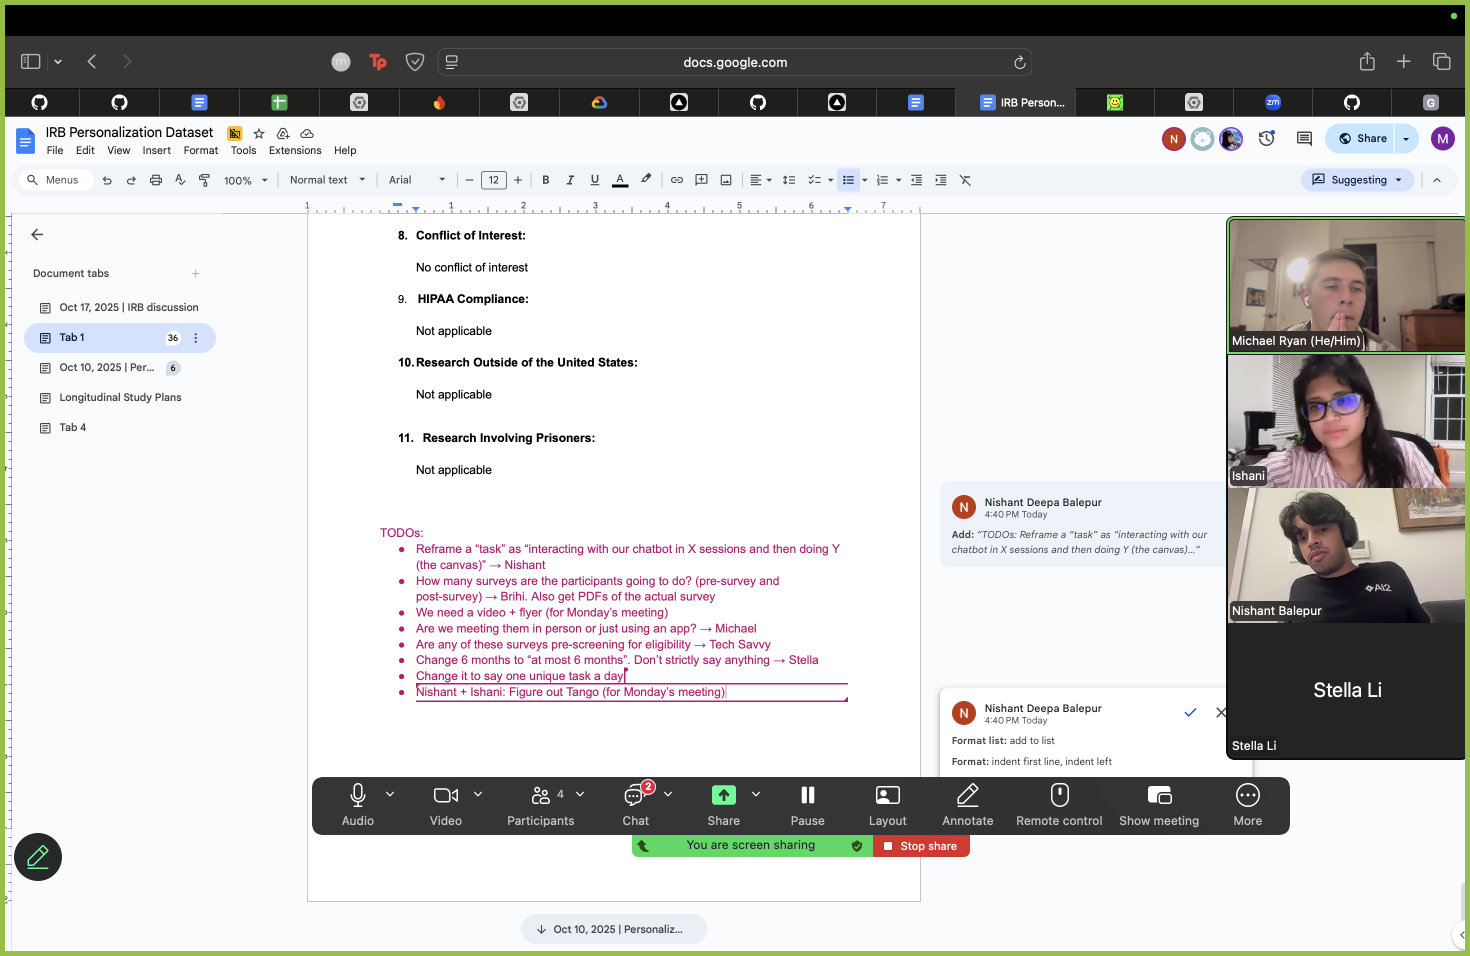 docs.google.com
IRB Person...
zm
G
IRB Personalization Dataset
File Edit View Insert Format Tools Extensions Help
Share
N
M
Menus
100%
Normal text
Arial
12
B I U A
Suggesting
1 1 2 3 4 5 6 7
Document tabs
Oct 17, 2025 | IRB discussion
Tab 1 36
Oct 10, 2025 | Per... 6
Longitudinal Study Plans
Tab 4
8. Conflict of Interest:
No conflict of interest
9. HIPAA Compliance:
Not applicable
10. Research Outside of the United States:
Not applicable
11. Research Involving Prisoners:
Not applicable
TODOs:
● Reframe a “task” as “interacting with our chatbot in X sessions and then doing Y
(the canvas)” → Nishant
● How many surveys are the participants going to do? (pre-survey and
post-survey) → Brihi. Also get PDFs of the actual survey
● We need a video + flyer (for Monday’s meeting)
● Are we meeting them in person or just using an app? → Michael
● Are any of these surveys pre-screening for eligibility → Tech Savvy
● Change 6 months to “at most 6 months”. Don’t strictly say anything → Stella
● Change it to say one unique task a day
● Nishant + Ishani: Figure out Tango (for Monday’s meeting)
N
Nishant Deepa Balepur
4:40 PM Today
Add: “TODOs: Reframe a “task” as “interacting with our
chatbot in X sessions and then doing Y (the canvas)...”
N
Nishant Deepa Balepur
4:40 PM Today
Format list: add to list
Format: indent first line, indent left
Michael Ryan (He/Him)
Ishani
AI2
Nishant Balepur
Stella Li
Stella Li
4
2
Audio
Video
Participants
Chat
Share
Pause
Layout
Annotate
Remote control
Show meeting
More
You are screen sharing
Stop share
Oct 10, 2025 | Personaliz...
Tp
m